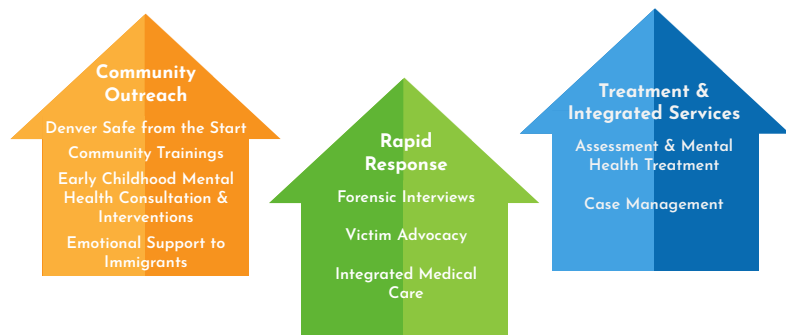 Community
Outreach
Denver Safe from the Start
Community Trainings
Early Childhood Mental
Health Consultation &
Interventions
Emotional Support to
Immigrants
Rapid
Response
Forensic Interviews
Victim Advocacy
Integrated Medical
Care
Treatment &
Integrated Services
Assessment & Mental
Health Treatment
Case Management